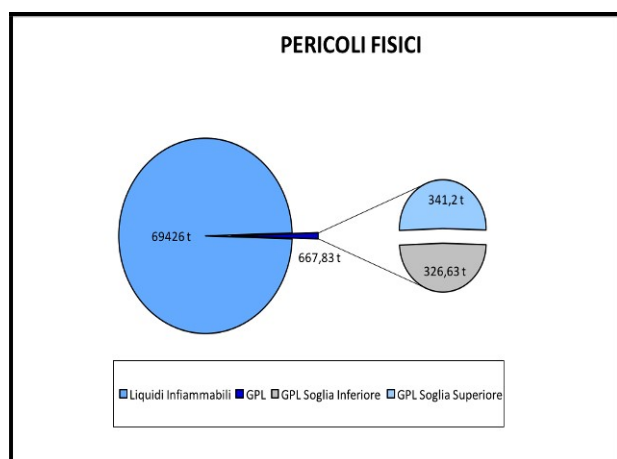 PERICOLI FISICI
341,2 t
69426 t
667,83 t
326,63 t
Liquidi Infiammabili GPL GPL Soglia Inferiore GPL Soglia Superiore